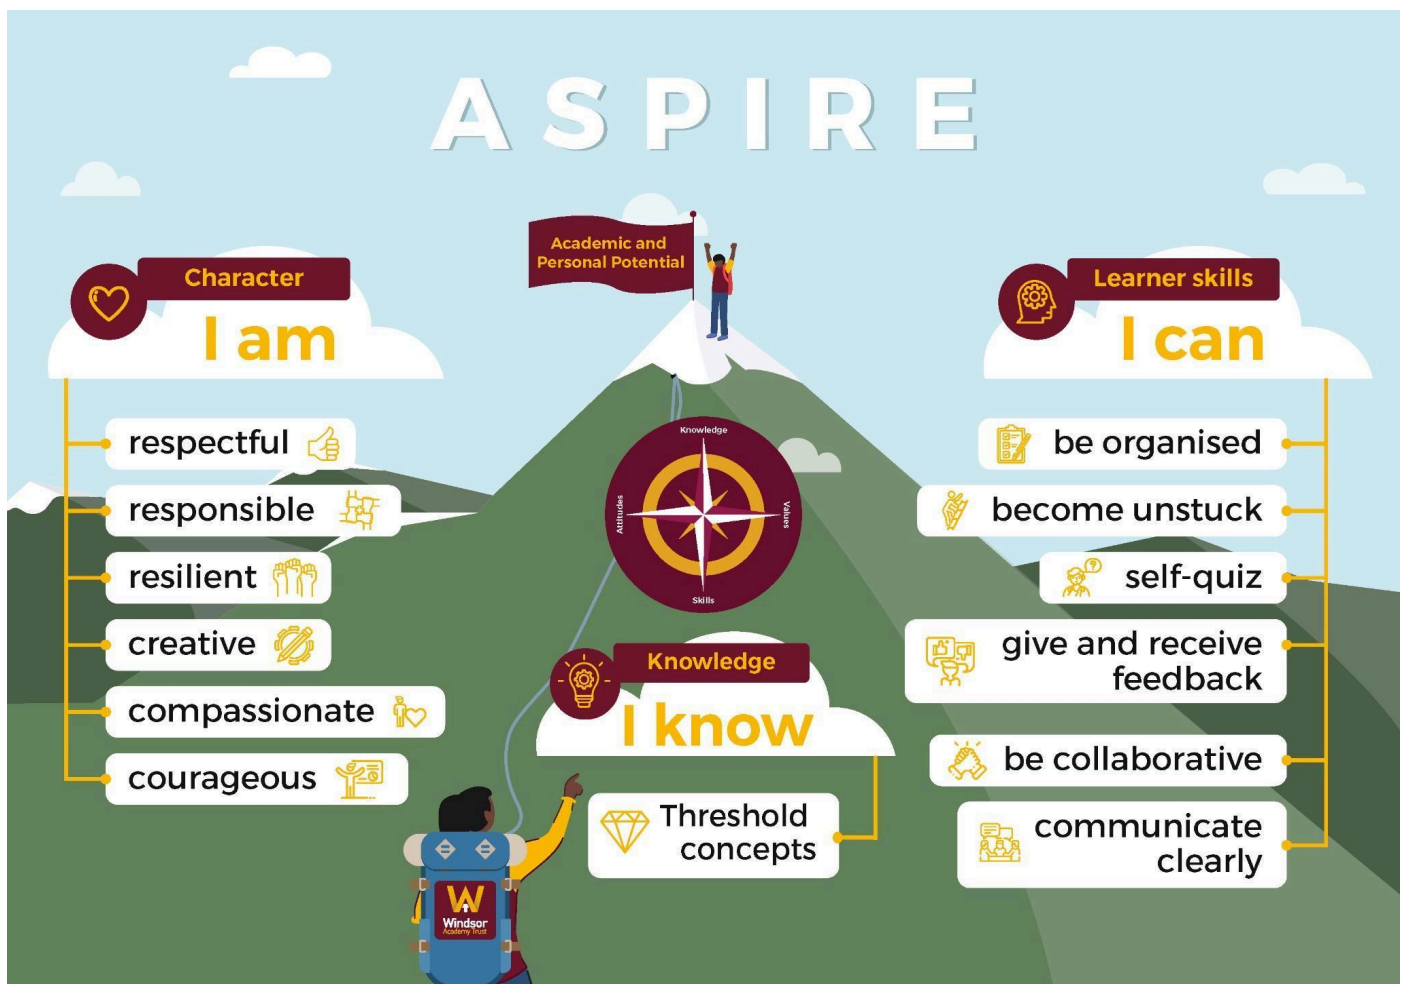 ASPIRE
Academic and
Personal Potential
Character
I am
respectful
responsible
resilient
creative
compassionate
courageous
Knowledge
Attitudes
Values
Skills
Knowledge
I know
Threshold
concepts
Learner skills
I can
be organised
become unstuck
self-quiz
give and receive
feedback
be collaborative
communicate
clearly
W
Windsor
Academy Trust